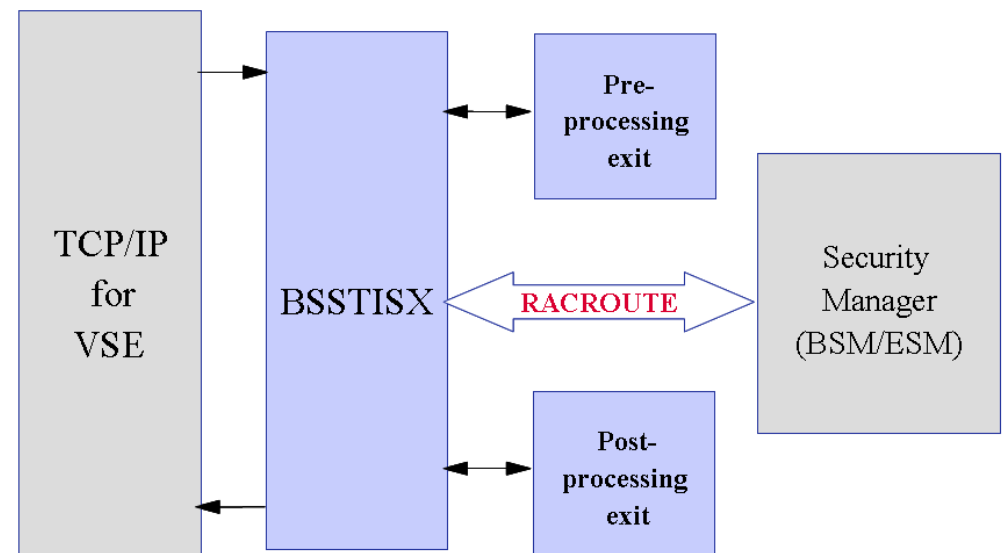 TCP/IP
for
VSE
BSSTISX
Pre-
processing
exit
RACROUTE
Security
Manager
(BSM/ESM)
Post-
processing
exit